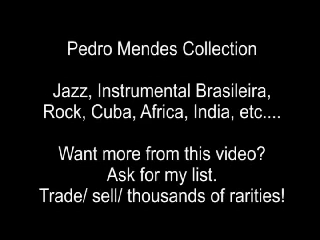 Pedro Mendes Collection
Jazz, Instrumental Brasileira,
Rock, Cuba, Africa, India, etc....
Want more from this video?
Ask for my list.
Trade/ sell/ thousands of rarities!